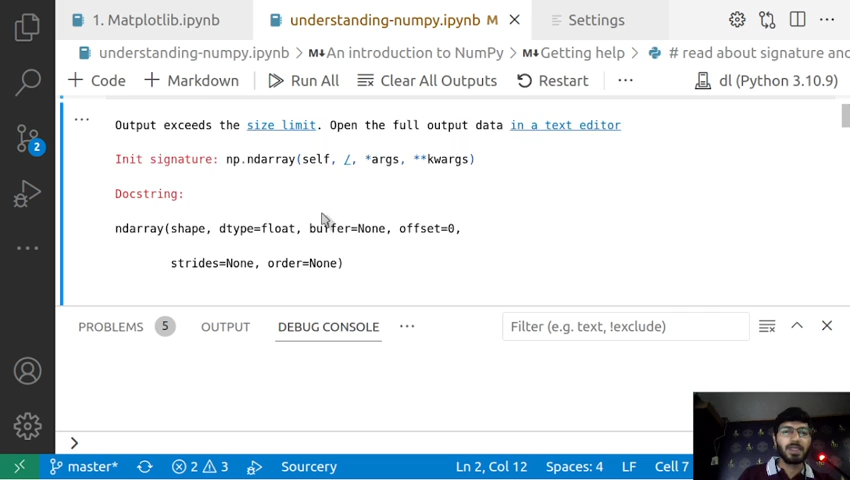 1. Matplotlib.ipynb
understanding-numpy.ipynb M
Settings
understanding-numpy.ipynb > M↓An introduction to NumPy > M↓Getting help > # read about signature and
+ Code + Markdown Run All Clear All Outputs Restart ... dl (Python 3.10.9)
... Output exceeds the size limit. Open the full output data in a text editor
Init signature: np.ndarray(self, /, *args, **kwargs)
Docstring:
ndarray(shape, dtype=float, buffer=None, offset=0,
strides=None, order=None)
2
PROBLEMS 5 OUTPUT DEBUG CONSOLE ... Filter (e.g. text, !exclude)
>
master* 2 3 Sourcery Ln 2, Col 12 Spaces: 4 LF Cell 7